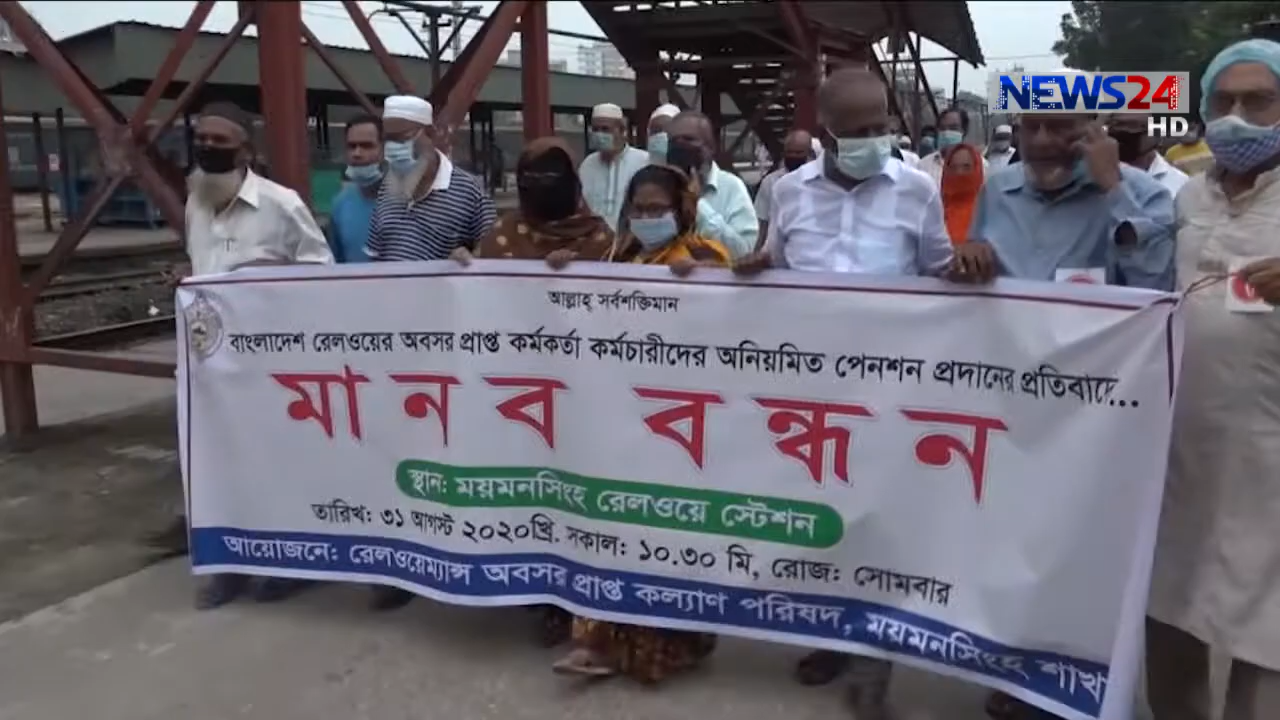 NEWS24
HD
আল্লাহ্ সর্বশক্তিমান
বাংলাদেশ রেলওয়ের অবসর প্রাপ্ত কর্মকর্তা কর্মচারীদের অনিয়মিত পেনশন প্রদানের প্রতিবাদে...
মানব বন্ধন
স্থান: ময়মনসিংহ রেলওয়ে স্টেশন
তারিখ: ৩১ আগস্ট ২০২০খ্রি. সকাল: ১০.৩০ মি, রোজ: সোমবার
আয়োজনে: রেলওয়েম্যান্স অবসর প্রাপ্ত কল্যাণ পরিষদ, ময়মনসিংহ শাখা